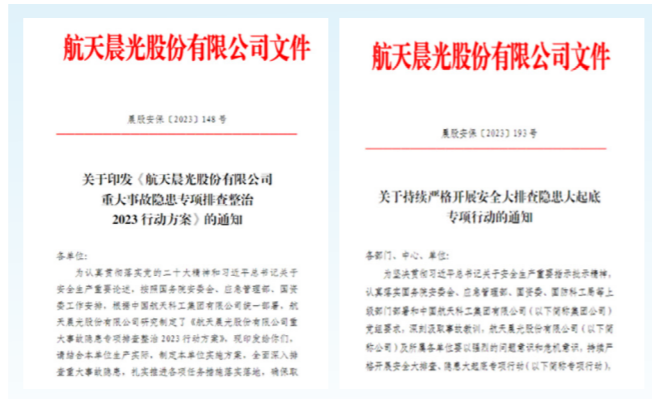 航天晨光股份有限公司文件
晨股安保〔2023〕148 号
关于印发《航天晨光股份有限公司
重大事故隐患专项排查整治
2023 行动方案》的通知
各单位:
为认真贯彻落实党的二十大精神和习近平总书记关于
安全生产重要论述，按照国务院安委会、应急管理部、国资
委工作安排，根据中国航天科工集团有限公司统一部署，航
天晨光股份有限公司研究制定了《航天晨光股份有限公司重
大事故隐患专项排查整治 2023 行动方案》，现印发给你们，
请结合本单位生产实际，制定本单位实施方案，全面深入排
查重大事故隐患，扎实推进各项任务措施落实落地，确保取
航天晨光股份有限公司文件
晨股安保〔2023〕193 号
关于持续严格开展安全大排查隐患大起底
专项行动的通知
各部门、中心、单位:
为坚决贯彻习近平总书记关于安全生产重要指示批示精神，
认真落实国务院安委会、应急管理部、国资委、国防科工局等上
级部门部署和中国航天科工集团有限公司（以下简称集团公司）
党组要求，深刻汲取事故教训，航天晨光股份有限公司（以下简
称公司）及所属各单位要以强烈的问题意识和危机意识，持续严
格开展安全大排查、隐患大起底专项行动（以下简称专项行动）。